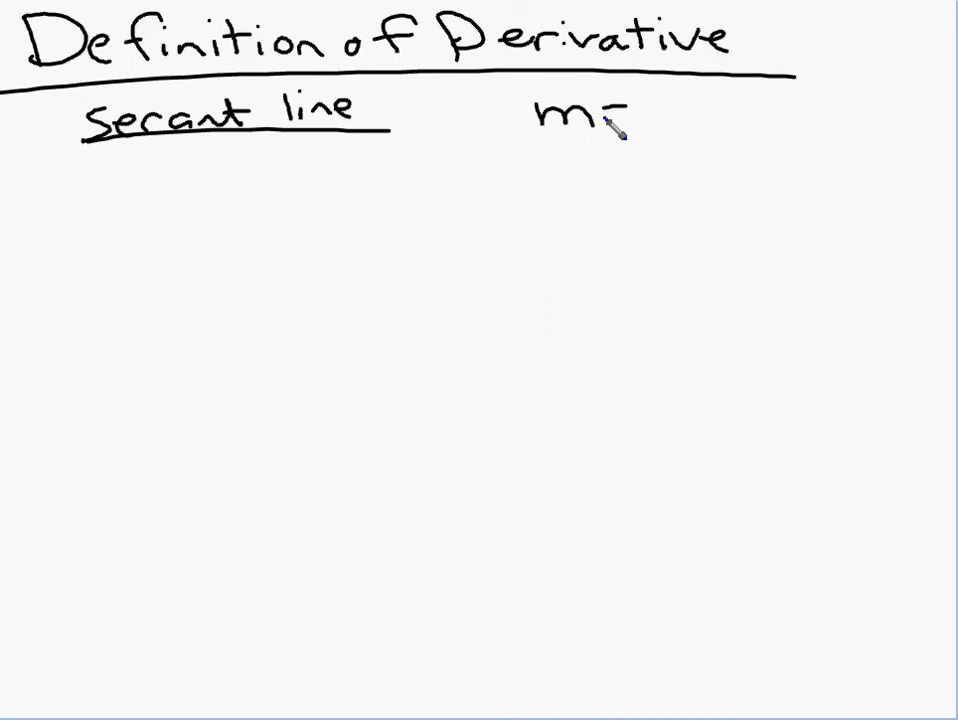 Definition of Derivative
secant line
m=